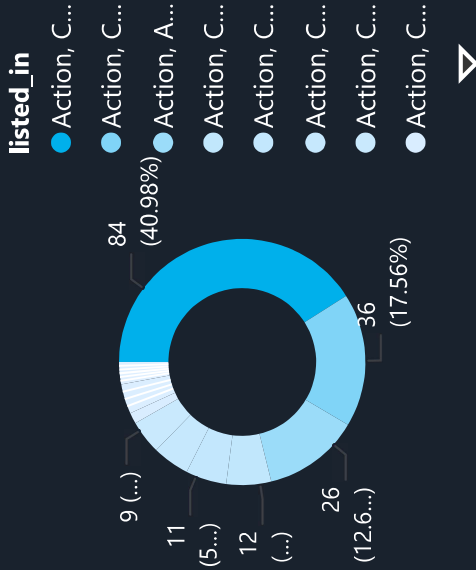 listed_in
Action, C...
Action, C...
Action, A...
Action, C...
Action, C...
Action, C...
Action, C...
Action, C...
84
(40.98%)
36
(17.56%)
26
(12.6...)
12
(...)
11
(5...)
9 (...)